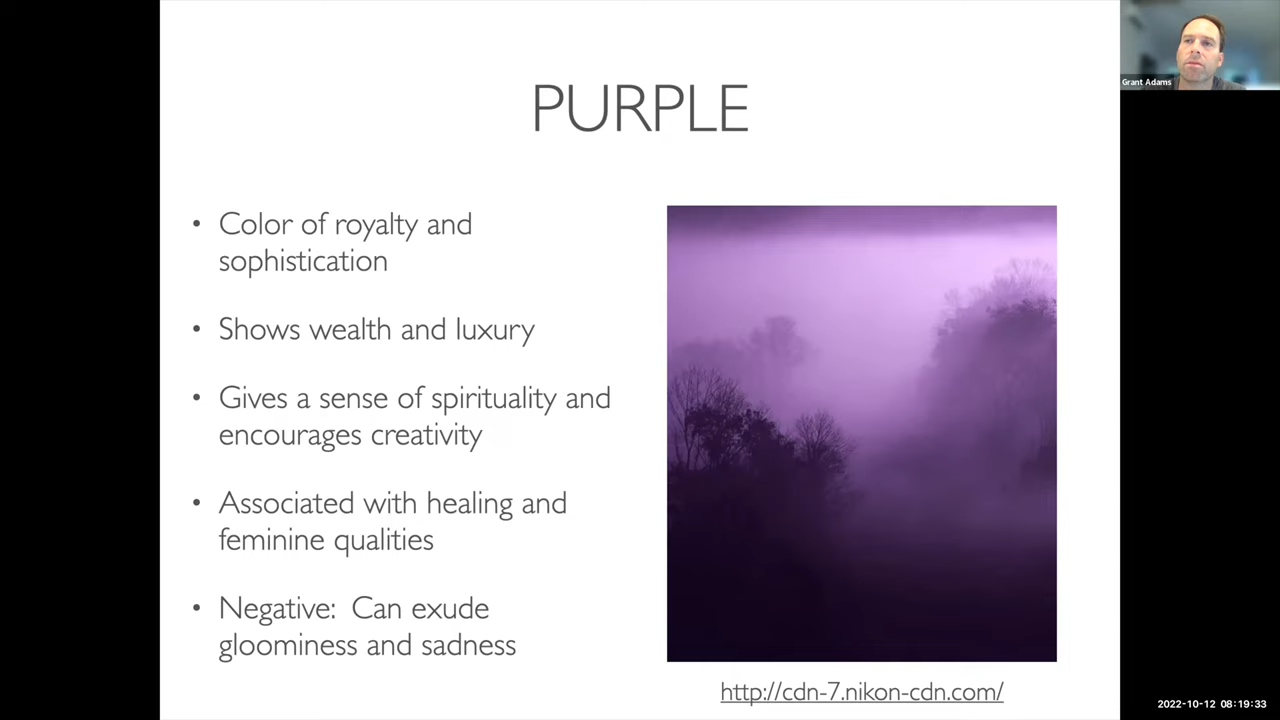 PURPLE
• Color of royalty and
sophistication
• Shows wealth and luxury
• Gives a sense of spirituality and
encourages creativity
• Associated with healing and
feminine qualities
• Negative:  Can exude
gloominess and sadness
http://cdn-7.nikon-cdn.com/
Grant Adams
2022-10-12 08:19:33